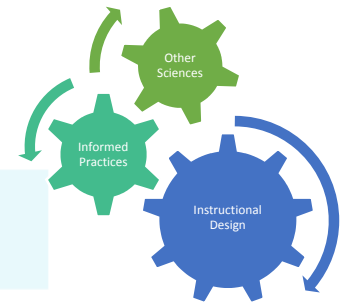 Other
Sciences
Informed
Practices
Instructional
Design